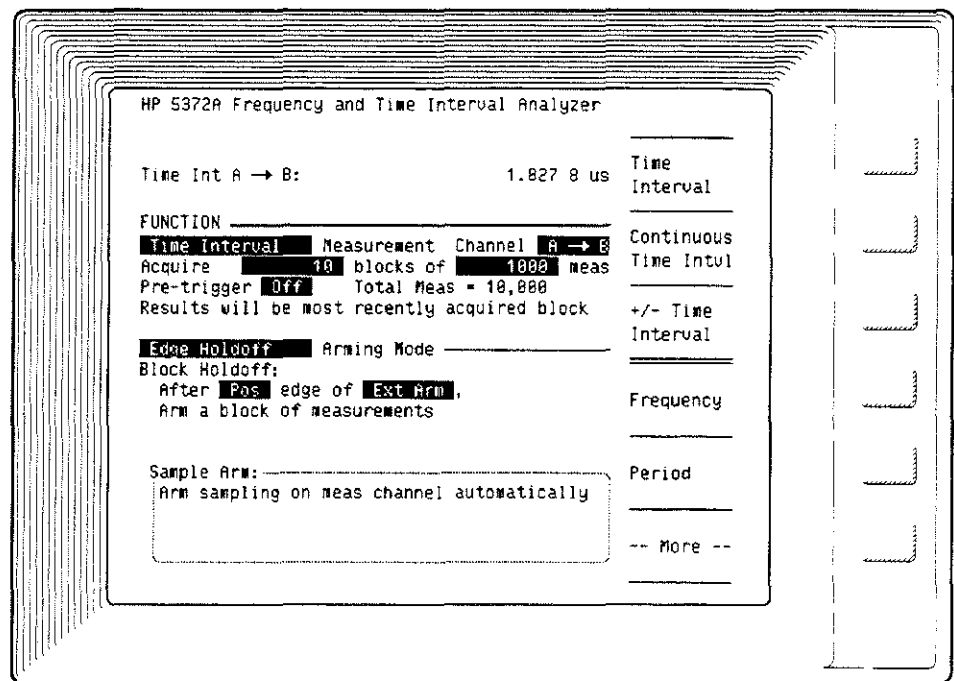 HP 5372A Frequency and Time Interval Analyzer
Time Int A → B: 1.827 8 us
FUNCTION
Time Interval Measurement Channel A → B
Acquire 10 blocks of 1000 meas
Pre-trigger Off Total Meas = 10,000
Results will be most recently acquired block
Edge Holdoff Arming Mode
Block Holdoff:
After Pos edge of Ext Arm,
Arm a block of measurements
Sample Arm:
Arm sampling on meas channel automatically
Time
Interval
Continuous
Time Intvl
+/- Time
Interval
Frequency
Period
-- More --